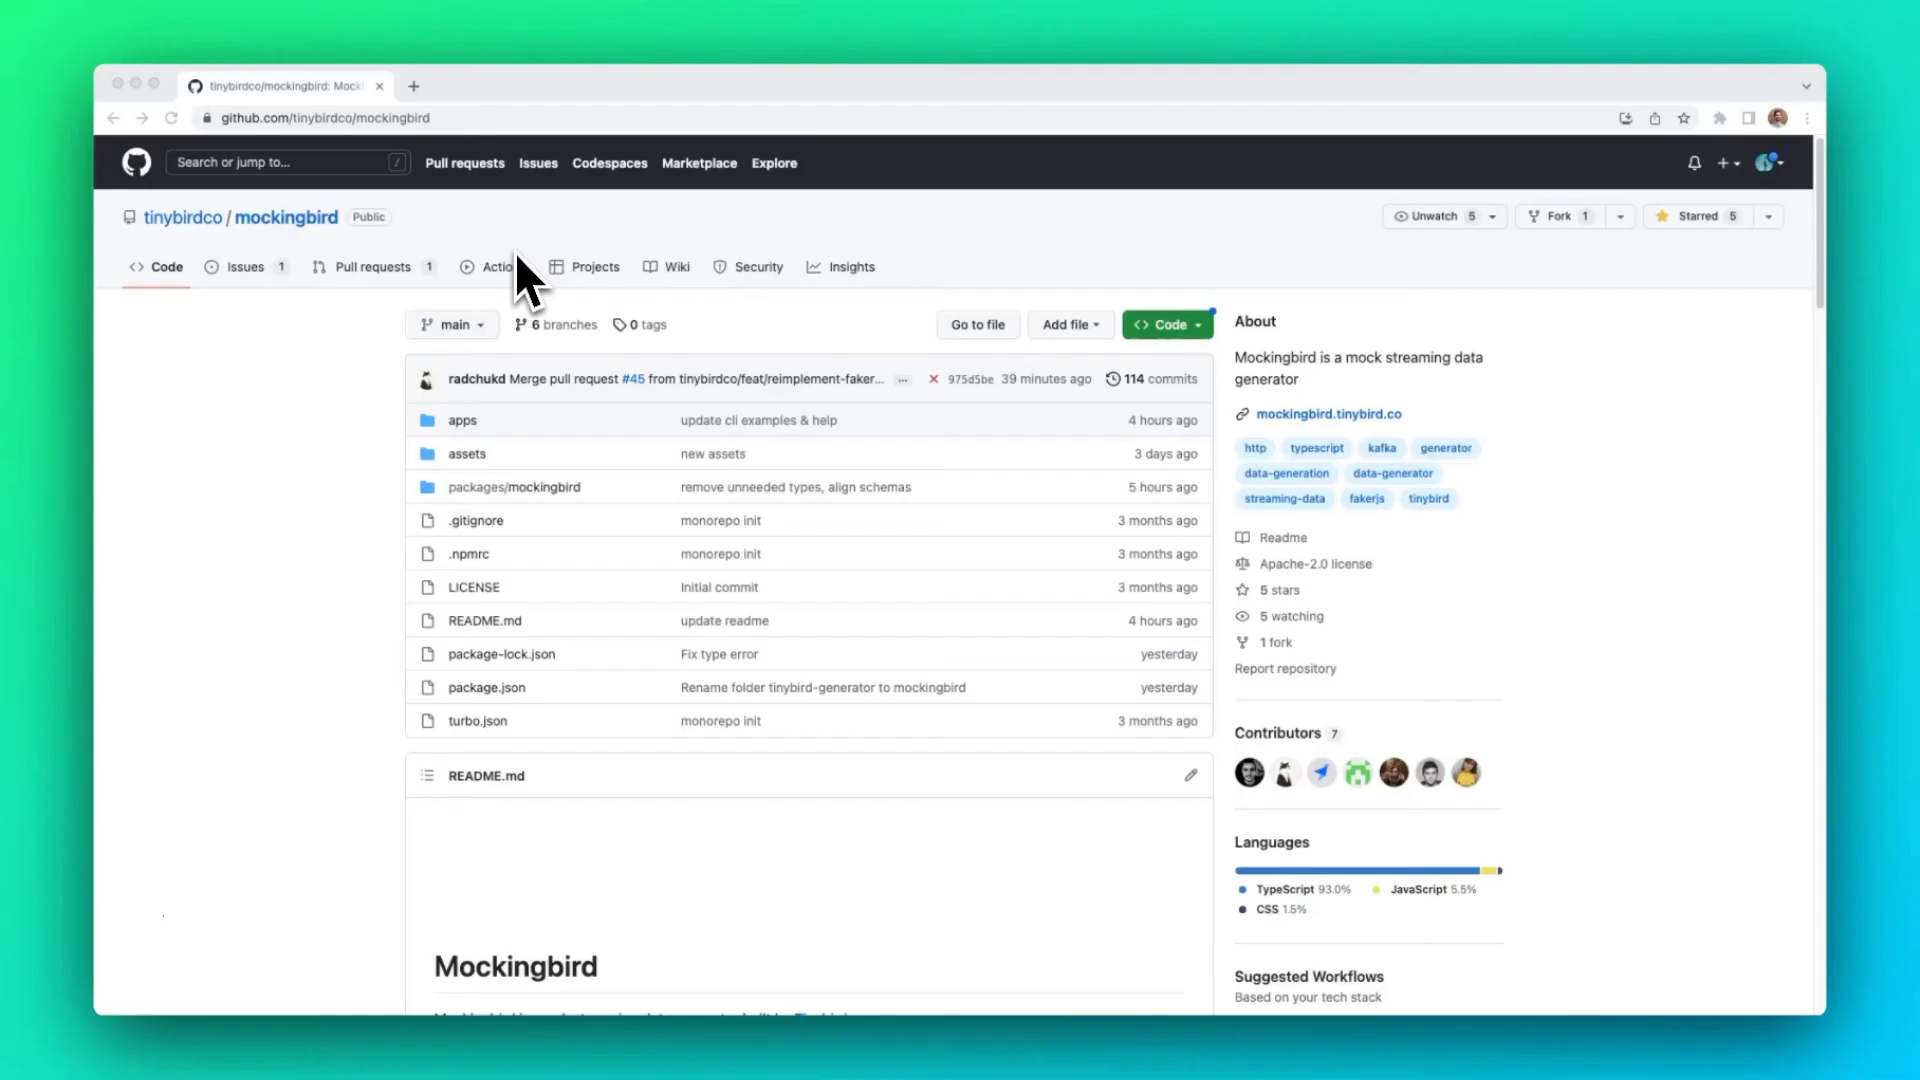 tinybirdco/mockingbird: Mock
github.com/tinybirdco/mockingbird
Search or jump to... /
Pull requests Issues Codespaces Marketplace Explore
tinybirdco / mockingbird Public
Unwatch 5 Fork 1 Starred 5
Code Issues 1 Pull requests 1 Projects Wiki Security Insights
main 6 branches 0 tags Go to file Add file Code
radchukd Merge pull request #45 from tinybirdco/feat/reimplement-faker... ... 975d5be 39 minutes ago 114 commits
apps update cli examples & help 4 hours ago
assets new assets 3 days ago
packages/mockingbird remove unneeded types, align schemas 5 hours ago
.gitignore monorepo init 3 months ago
.npmrc monorepo init 3 months ago
LICENSE Initial commit 3 months ago
README.md update readme 4 hours ago
package-lock.json Fix type error yesterday
package.json Rename folder tinybird-generator to mockingbird yesterday
turbo.json monorepo init 3 months ago
README.md
Mockingbird
About
Mockingbird is a mock streaming data
generator
mockingbird.tinybird.co
http typescript kafka generator
data-generation data-generator
streaming-data fakerjs tinybird
Readme
Apache-2.0 license
5 stars
5 watching
1 fork
Report repository
Contributors 7
Languages
TypeScript 93.0% JavaScript 5.5%
CSS 1.5%
Suggested Workflows
Based on your tech stack